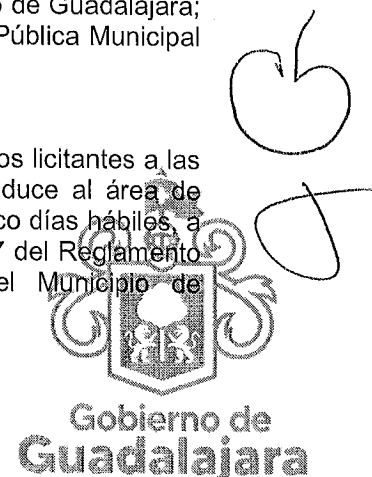 de Guadalajara;
Pública Municipal
os licitantes a las
duce al área de
co días hábiles, a
del Reglamento
el Municipio de
Gobierno de
Guadalajara